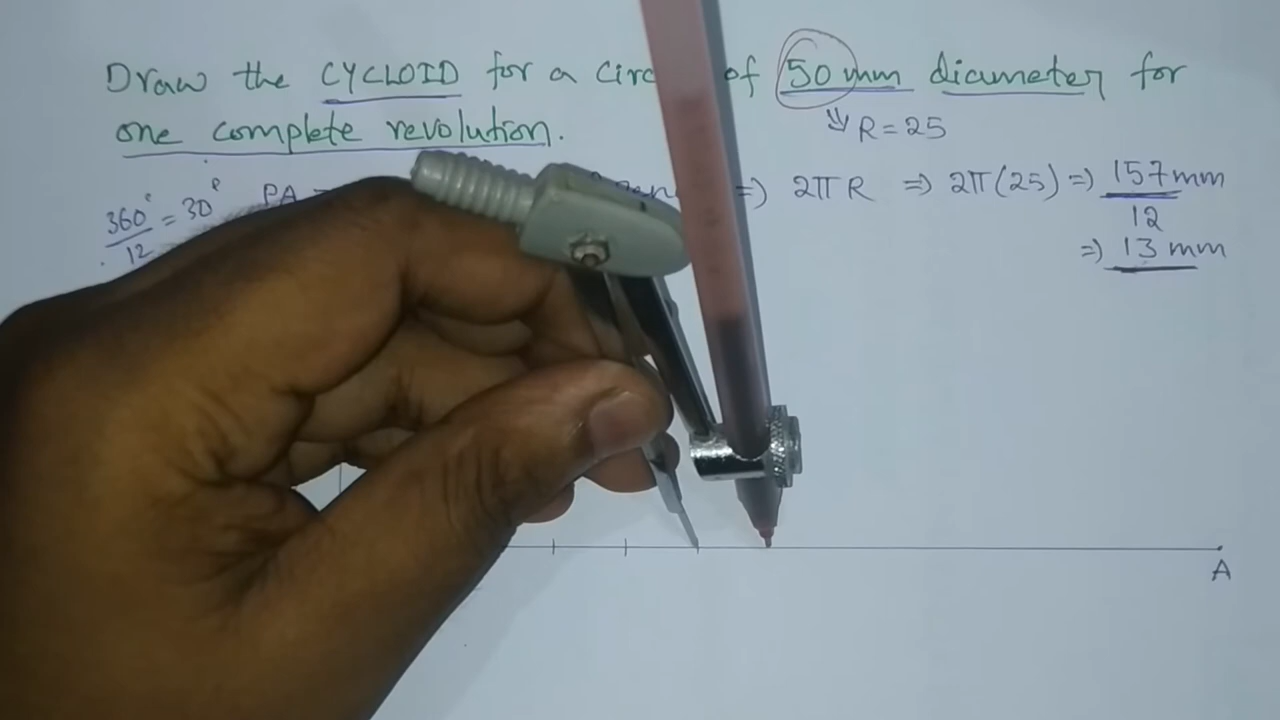 Draw the CYCLOID for a Circ of 50 mm diameter for
one complete revolution.
⇒ R = 25
360° / 12 = 30° PA = ⇒ 2πR ⇒ 2π(25) ⇒ 157 mm
12
⇒ 13 mm
A